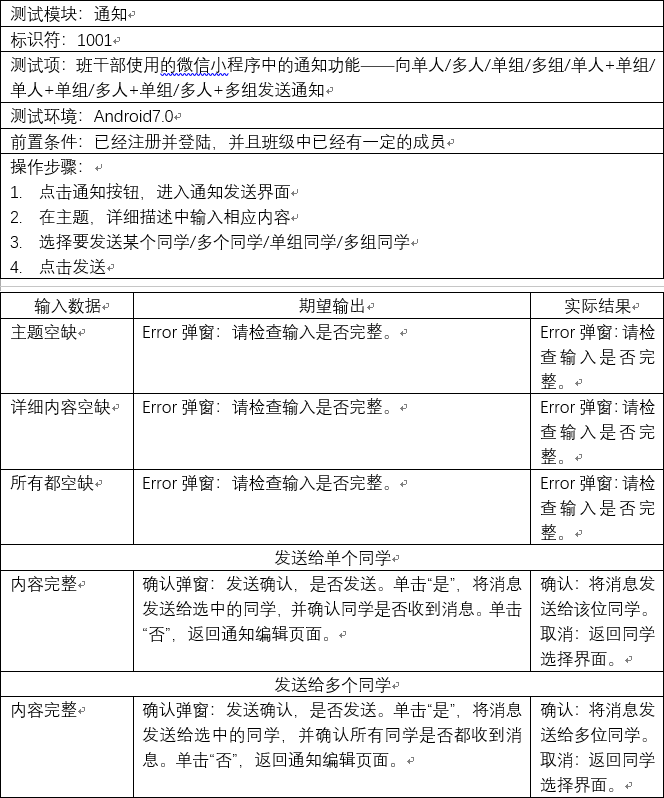 测试模块：通知
标识符：1001
测试项：班干部使用的微信小程序中的通知功能——向单人/多人/单组/多组/单人+单组/
单人+单组/多人+单组/多人+多组发送通知
测试环境：Android7.0
前置条件：已经注册并登陆，并且班级中已经有一定的成员
操作步骤：
1. 点击通知按钮，进入通知发送界面
2. 在主题，详细描述中输入相应内容
3. 选择要发送某个同学/多个同学/单组同学/多组同学
4. 点击发送
输入数据 期望输出 实际结果
主题空缺 Error 弹窗：请检查输入是否完整。 Error 弹窗：请检
查输入是否完
整。
详细内容空缺 Error 弹窗：请检查输入是否完整。 Error 弹窗：请检
查输入是否完
整。
所有都空缺 Error 弹窗：请检查输入是否完整。 Error 弹窗：请检
查输入是否完
整。
发送给单个同学
内容完整
确认弹窗：发送确认，是否发送。单击“是”，将消息
发送给选中的同学，并确认同学是否收到消息。单击
“否”，返回通知编辑页面。
确认：将消息发
送给该位同学。
取消：返回同学
选择界面。
发送给多个同学
内容完整
确认弹窗：发送确认，是否发送。单击“是”，将消息
发送给选中的同学，并确认所有同学是否都收到消
息。单击“否”，返回通知编辑页面。
确认：将消息发
送给多位同学。
取消：返回同学
选择界面。